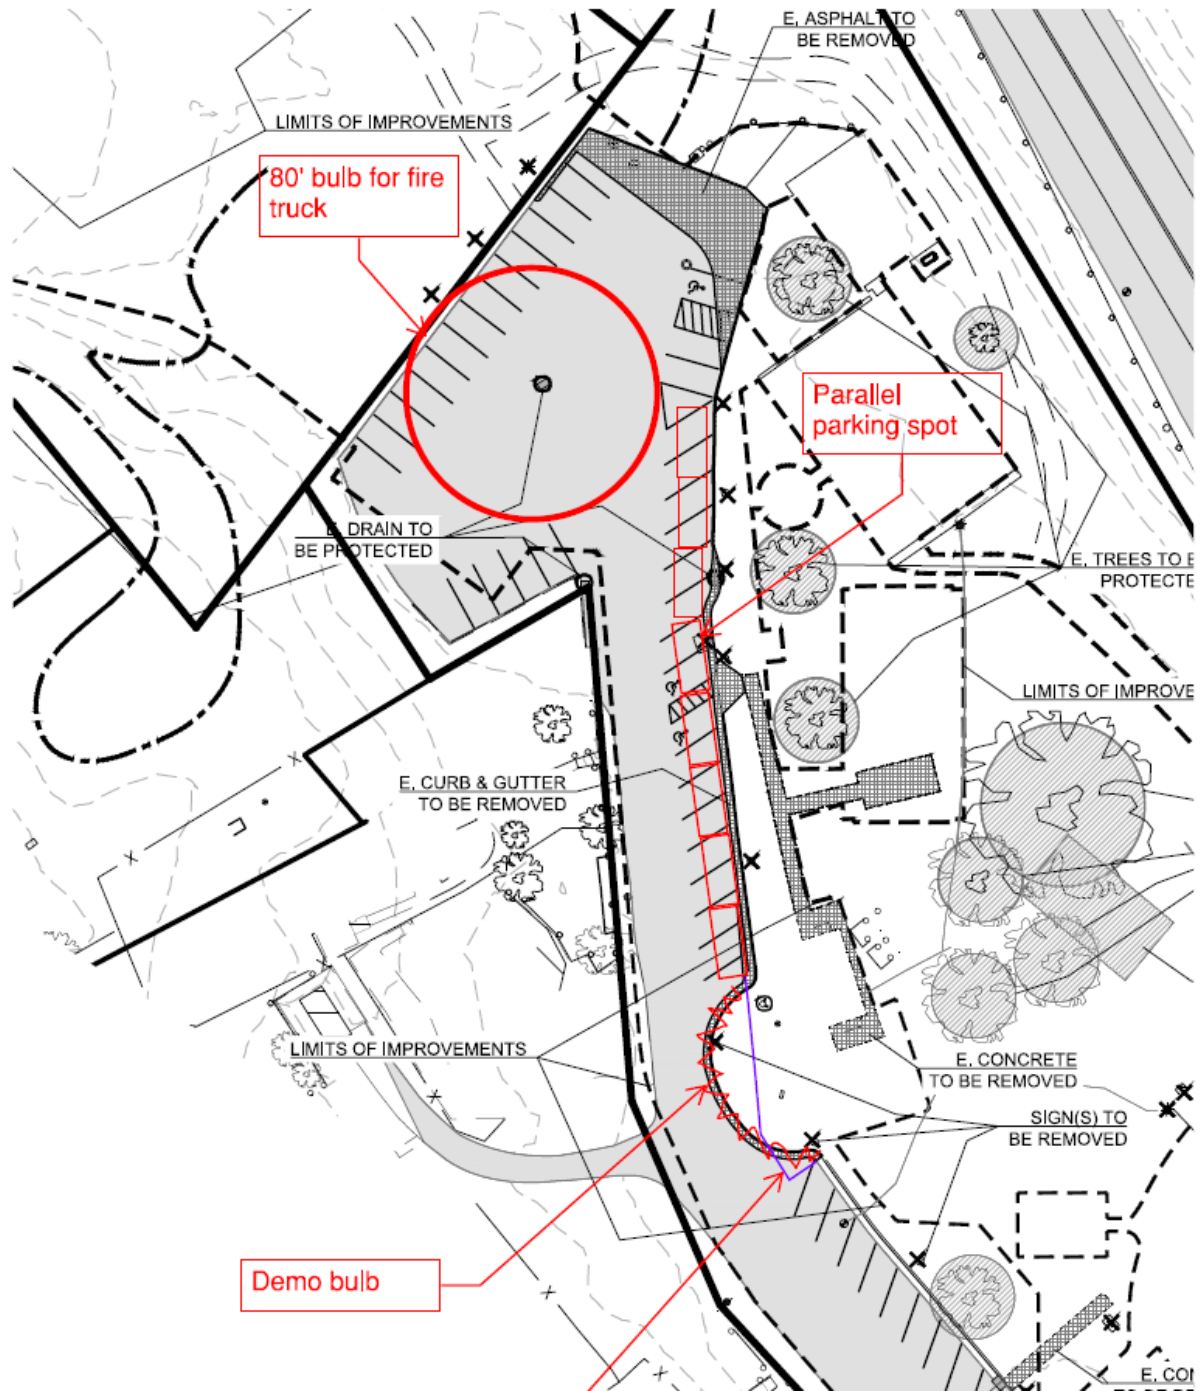 E, ASPHALT TO
BE REMOVED
LIMITS OF IMPROVEMENTS
80' bulb for fire
truck
Parallel
parking spot
E, DRAIN TO
BE PROTECTED
E, TREES TO B
PROTECTE
LIMITS OF IMPROVE
E, CURB & GUTTER
TO BE REMOVED
LIMITS OF IMPROVEMENTS
E, CONCRETE
TO BE REMOVED
SIGN(S) TO
BE REMOVED
Demo bulb
E, CO